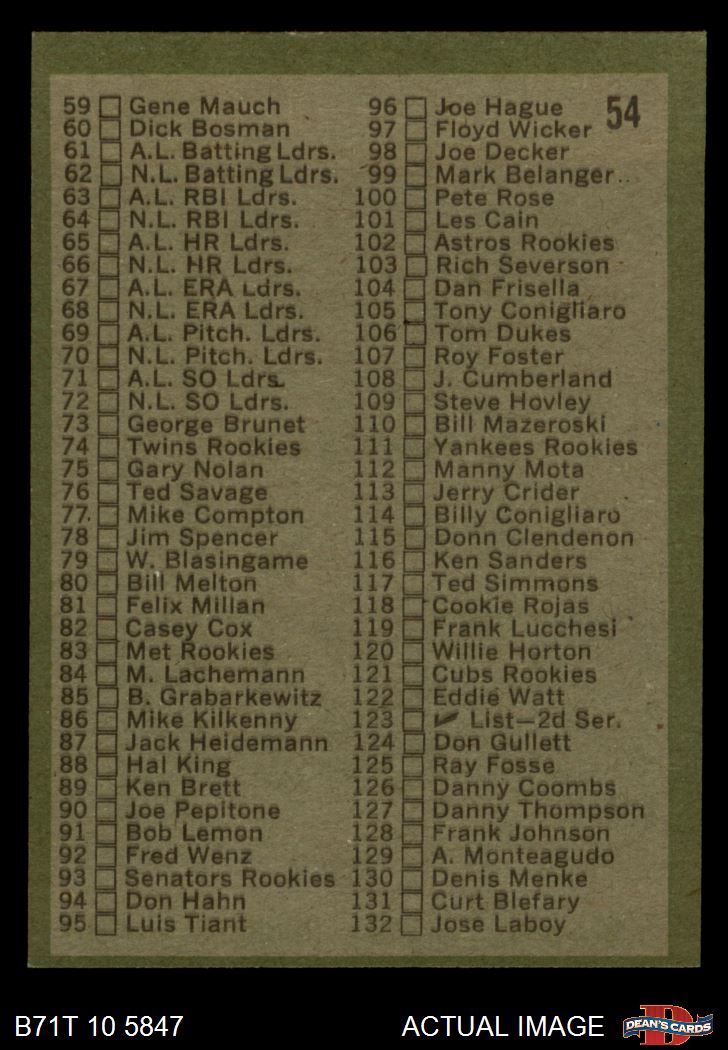 54
59 Gene Mauch
60 Dick Bosman
61 A.L. Batting Ldrs.
62 N.L. Batting Ldrs.
63 A.L. RBI Ldrs.
64 N.L. RBI Ldrs.
65 A.L. HR Ldrs.
66 N.L. HR Ldrs.
67 A.L. ERA Ldrs.
68 N.L. ERA Ldrs.
69 A.L. Pitch. Ldrs.
70 N.L. Pitch. Ldrs.
71 A.L. SO Ldrs.
72 N.L. SO Ldrs.
73 George Brunet
74 Twins Rookies
75 Gary Nolan
76 Ted Savage
77 Mike Compton
78 Jim Spencer
79 W. Blasingame
80 Bill Melton
81 Felix Millan
82 Casey Cox
83 Met Rookies
84 M. Lachemann
85 B. Grabarkewitz
86 Mike Kilkenny
87 Jack Heidemann
88 Hal King
89 Ken Brett
90 Joe Pepitone
91 Bob Lemon
92 Fred Wenz
93 Senators Rookies
94 Don Hahn
95 Luis Tiant
96 Joe Hague
97 Floyd Wicker
98 Joe Decker
99 Mark Belanger
100 Pete Rose
101 Les Cain
102 Astros Rookies
103 Rich Severson
104 Dan Frisella
105 Tony Conigliaro
106 Tom Dukes
107 Roy Foster
108 J. Cumberland
109 Steve Hovley
110 Bill Mazeroski
111 Yankees Rookies
112 Manny Mota
113 Jerry Crider
114 Billy Conigliaro
115 Donn Clendenon
116 Ken Sanders
117 Ted Simmons
118 Cookie Rojas
119 Frank Lucchesi
120 Willie Horton
121 Cubs Rookies
122 Eddie Watt
123 ✔ List—2d Ser.
124 Don Gullett
125 Ray Fosse
126 Danny Coombs
127 Danny Thompson
128 Frank Johnson
129 A. Monteagudo
130 Denis Menke
131 Curt Blefary
132 Jose Laboy
B71T 10 5847
ACTUAL IMAGE
D
DEAN'S CARDS